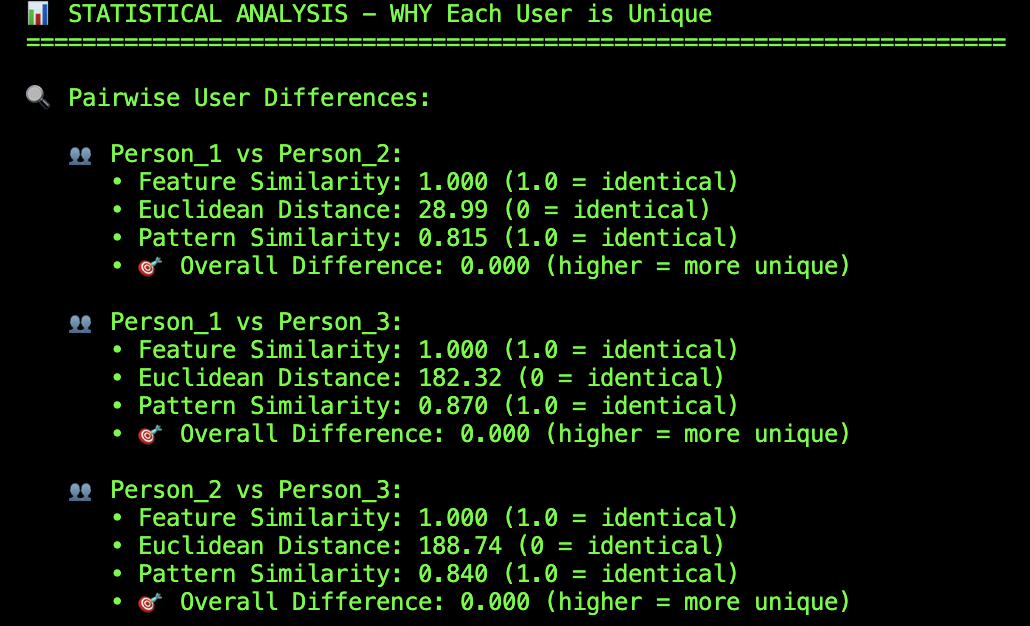 📊 STATISTICAL ANALYSIS - WHY Each User is Unique
======================================================================
🔍 Pairwise User Differences:
👥 Person_1 vs Person_2:
• Feature Similarity: 1.000 (1.0 = identical)
• Euclidean Distance: 28.99 (0 = identical)
• Pattern Similarity: 0.815 (1.0 = identical)
• 🎯 Overall Difference: 0.000 (higher = more unique)
👥 Person_1 vs Person_3:
• Feature Similarity: 1.000 (1.0 = identical)
• Euclidean Distance: 182.32 (0 = identical)
• Pattern Similarity: 0.870 (1.0 = identical)
• 🎯 Overall Difference: 0.000 (higher = more unique)
👥 Person_2 vs Person_3:
• Feature Similarity: 1.000 (1.0 = identical)
• Euclidean Distance: 188.74 (0 = identical)
• Pattern Similarity: 0.840 (1.0 = identical)
• 🎯 Overall Difference: 0.000 (higher = more unique)